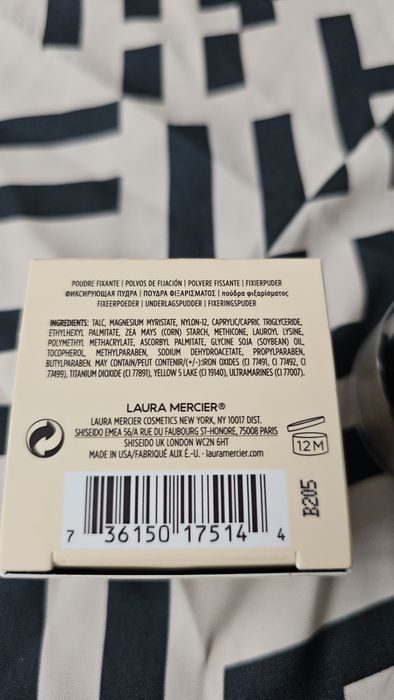 POUDRE FIXANTE | POLVOS DE FIJACIÓN | POLVERE FISSANTE | FIXIERPUDER
ФИКСИРУЮЩАЯ ПУДРА | ΠΟΥΔΡΑ ΦΙΞΑΡΙΣΜΑΤΟΣ | πούδρα φιξαρίσματος
FIXEERPOEDER | UNDERLAGSPUDDER | FIXERINGSPUDER
INGREDIENTS: TALC, MAGNESIUM MYRISTATE, NYLON-12, CAPRYLIC/CAPRIC TRIGLYCERIDE,
ETHYLHEXYL PALMITATE, ZEA MAYS (CORN) STARCH, METHICONE, LAUROYL LYSINE,
POLYMETHYL METHACRYLATE, ASCORBYL PALMITATE, GLYCINE SOJA (SOYBEAN) OIL,
TOCOPHEROL, METHYLPARABEN, SODIUM DEHYDROACETATE, PROPYLPARABEN,
BUTYLPARABEN. MAY CONTAIN/PEUT CONTENIR/(+/-):IRON OXIDES (CI 77491, CI 77492, CI
77499), TITANIUM DIOXIDE (CI 77891), YELLOW 5 LAKE (CI 19140), ULTRAMARINES (CI 77007).
LAURA MERCIER®
LAURA MERCIER COSMETICS NEW YORK, NY 10017 DIST.
SHISEIDO EMEA 56/A RUE DU FAUBOURG ST-HONORE, 75008 PARIS
SHISEIDO UK LONDON WC2N 6HT
MADE IN USA/FABRIQUÉ AUX É.-U. · lauramercier.com
12M
B205
7 36150 17514 4